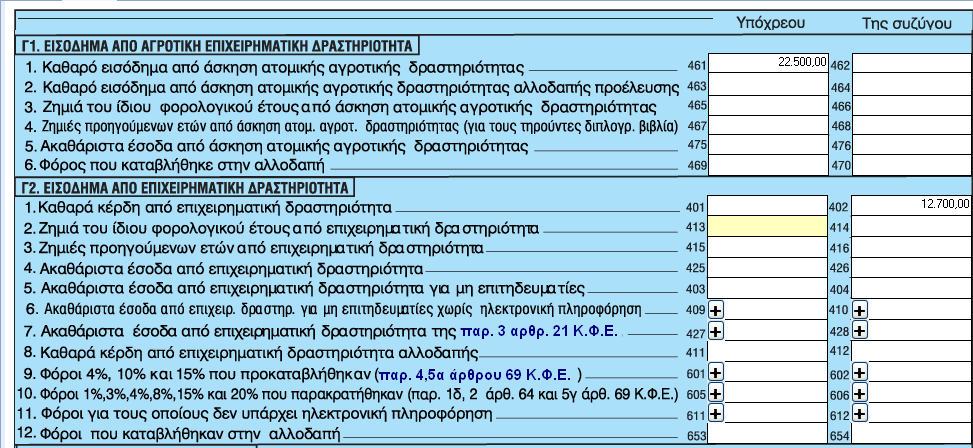 Υπόχρεου Της συζύγου
Γ1. ΕΙΣΟΔΗΜΑ ΑΠΟ ΑΓΡΟΤΙΚΗ ΕΠΙΧΕΙΡΗΜΑΤΙΚΗ ΔΡΑΣΤΗΡΙΟΤΗΤΑ
1. Καθαρό εισόδημα από άσκηση ατομικής αγροτικής δραστηριότητας 461 22.500,00 462
2. Καθαρό εισόδημα από άσκηση ατομικής αγροτικής δραστηριότητας αλλοδαπής προέλευσης 463 464
3. Ζημιά του ίδιου φορολογικού έτους από άσκηση ατομικής αγροτικής δραστηριότητας 465 466
4. Ζημιές προηγούμενων ετών από άσκηση ατομ. αγροτ. δραστηριότητας (για τους τηρούντες διπλογρ. βιβλία) 467 468
5. Ακαθάριστα έσοδα από άσκηση ατομικής αγροτικής δραστηριότητας 475 476
6. Φόρος που καταβλήθηκε στην αλλοδαπή 469 470
Γ2. ΕΙΣΟΔΗΜΑ ΑΠΟ ΕΠΙΧΕΙΡΗΜΑΤΙΚΗ ΔΡΑΣΤΗΡΙΟΤΗΤΑ
1. Καθαρά κέρδη από επιχειρηματική δραστηριότητα 401 402 12.700,00
2. Ζημιά του ίδιου φορολογικού έτους από επιχειρηματική δραστηριότητα 413 414
3. Ζημιές προηγούμενων ετών από επιχειρηματική δραστηριότητα 415 416
4. Ακαθάριστα έσοδα από επιχειρηματική δραστηριότητα 425 426
5. Ακαθάριστα έσοδα από επιχειρηματική δραστηριότητα για μη επιτηδευματίες 403 404
6. Ακαθάριστα έσοδα από επιχειρ. δραστηρ. για μη επιτηδευματίες χωρίς ηλεκτρονική πληροφόρηση 409 + 410 +
7. Ακαθάριστα έσοδα από επιχειρηματική δραστηριότητα της παρ. 3 αρθρ. 21 Κ.Φ.Ε. 427 + 428 +
8. Καθαρά κέρδη από επιχειρηματική δραστηριότητα αλλοδαπής 411 412
9. Φόροι 4%, 10% και 15% που προκαταβλήθηκαν (παρ. 4,5α άρθρου 69 Κ.Φ.Ε. ) 601 + 602 +
10. Φόροι 1%,3%,4%,8%,15% και 20% που παρακρατήθηκαν (παρ. 1δ, 2 άρθ. 64 και 5γ άρθ. 69 Κ.Φ.Ε.) 605 + 606 +
11. Φόροι για τους οποίους δεν υπάρχει ηλεκτρονική πληροφόρηση 611 + 612 +
12. Φόροι που καταβλήθηκαν στην αλλοδαπή 653 654